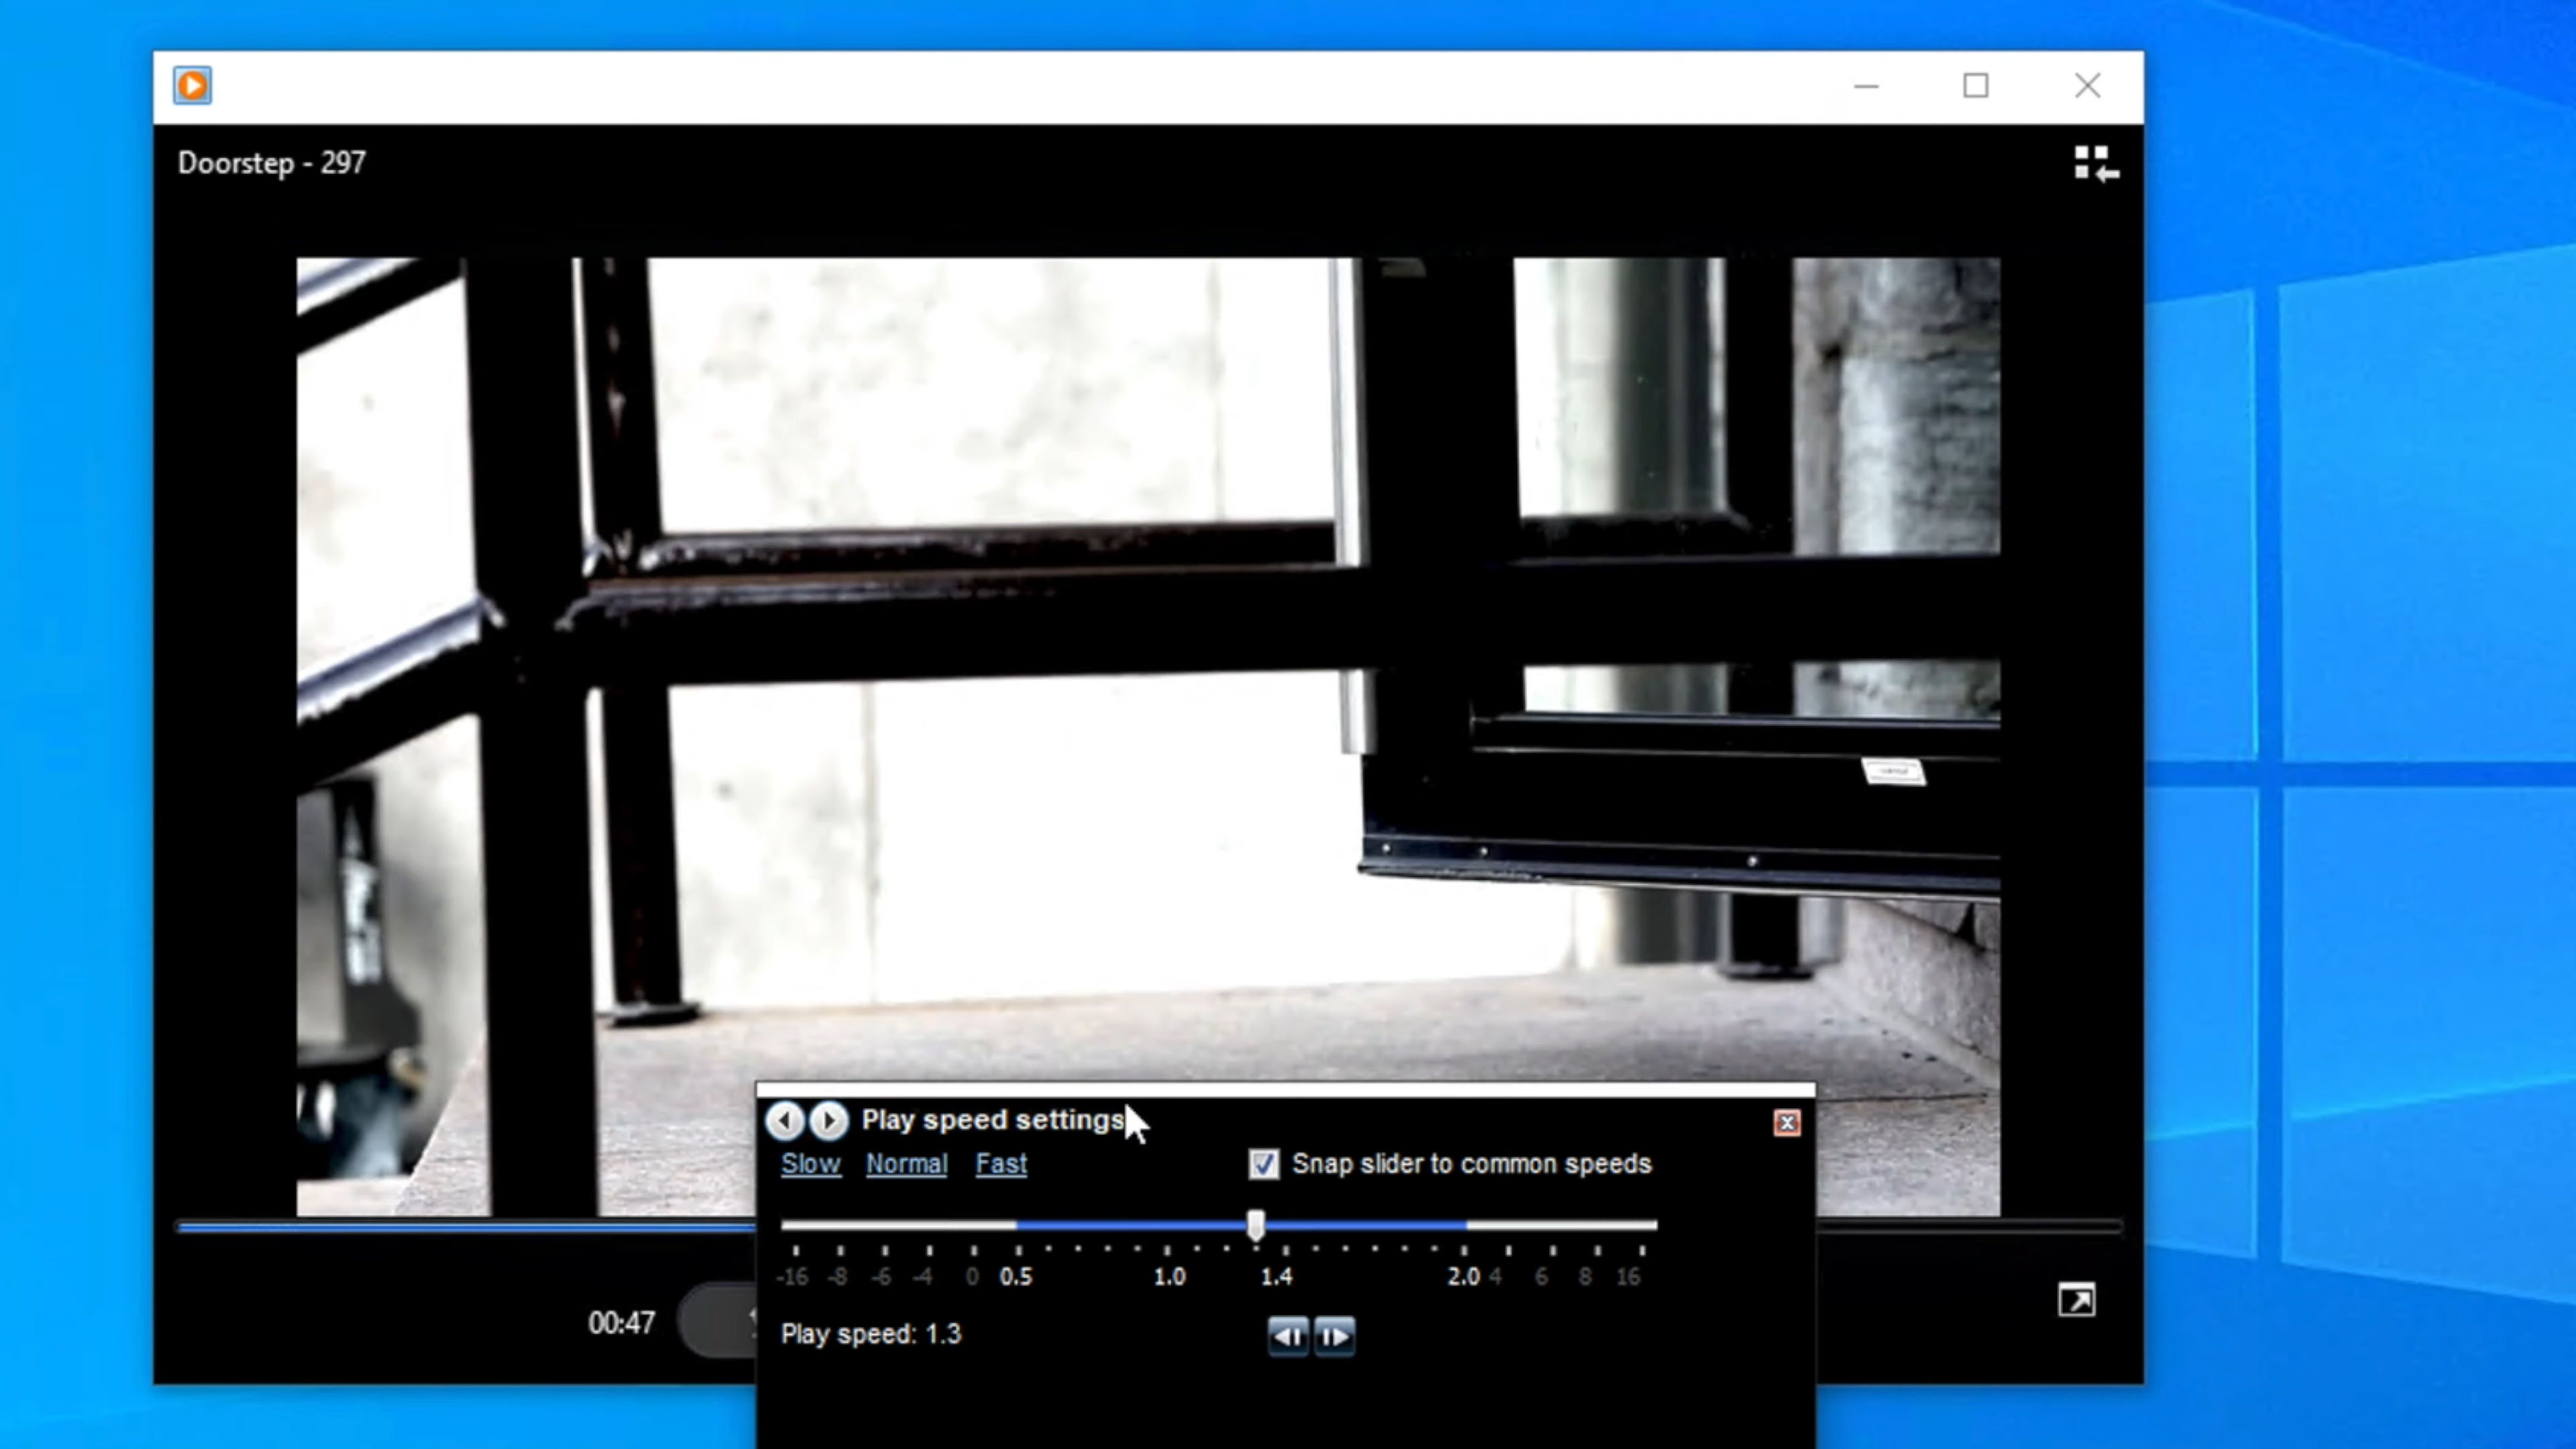 Doorstep - 297
Play speed settings
Slow Normal Fast
Snap slider to common speeds
-16 -8 -6 -4 0 0.5 1.0 1.4 2.0 4 6 8 16
00:47
Play speed: 1.3